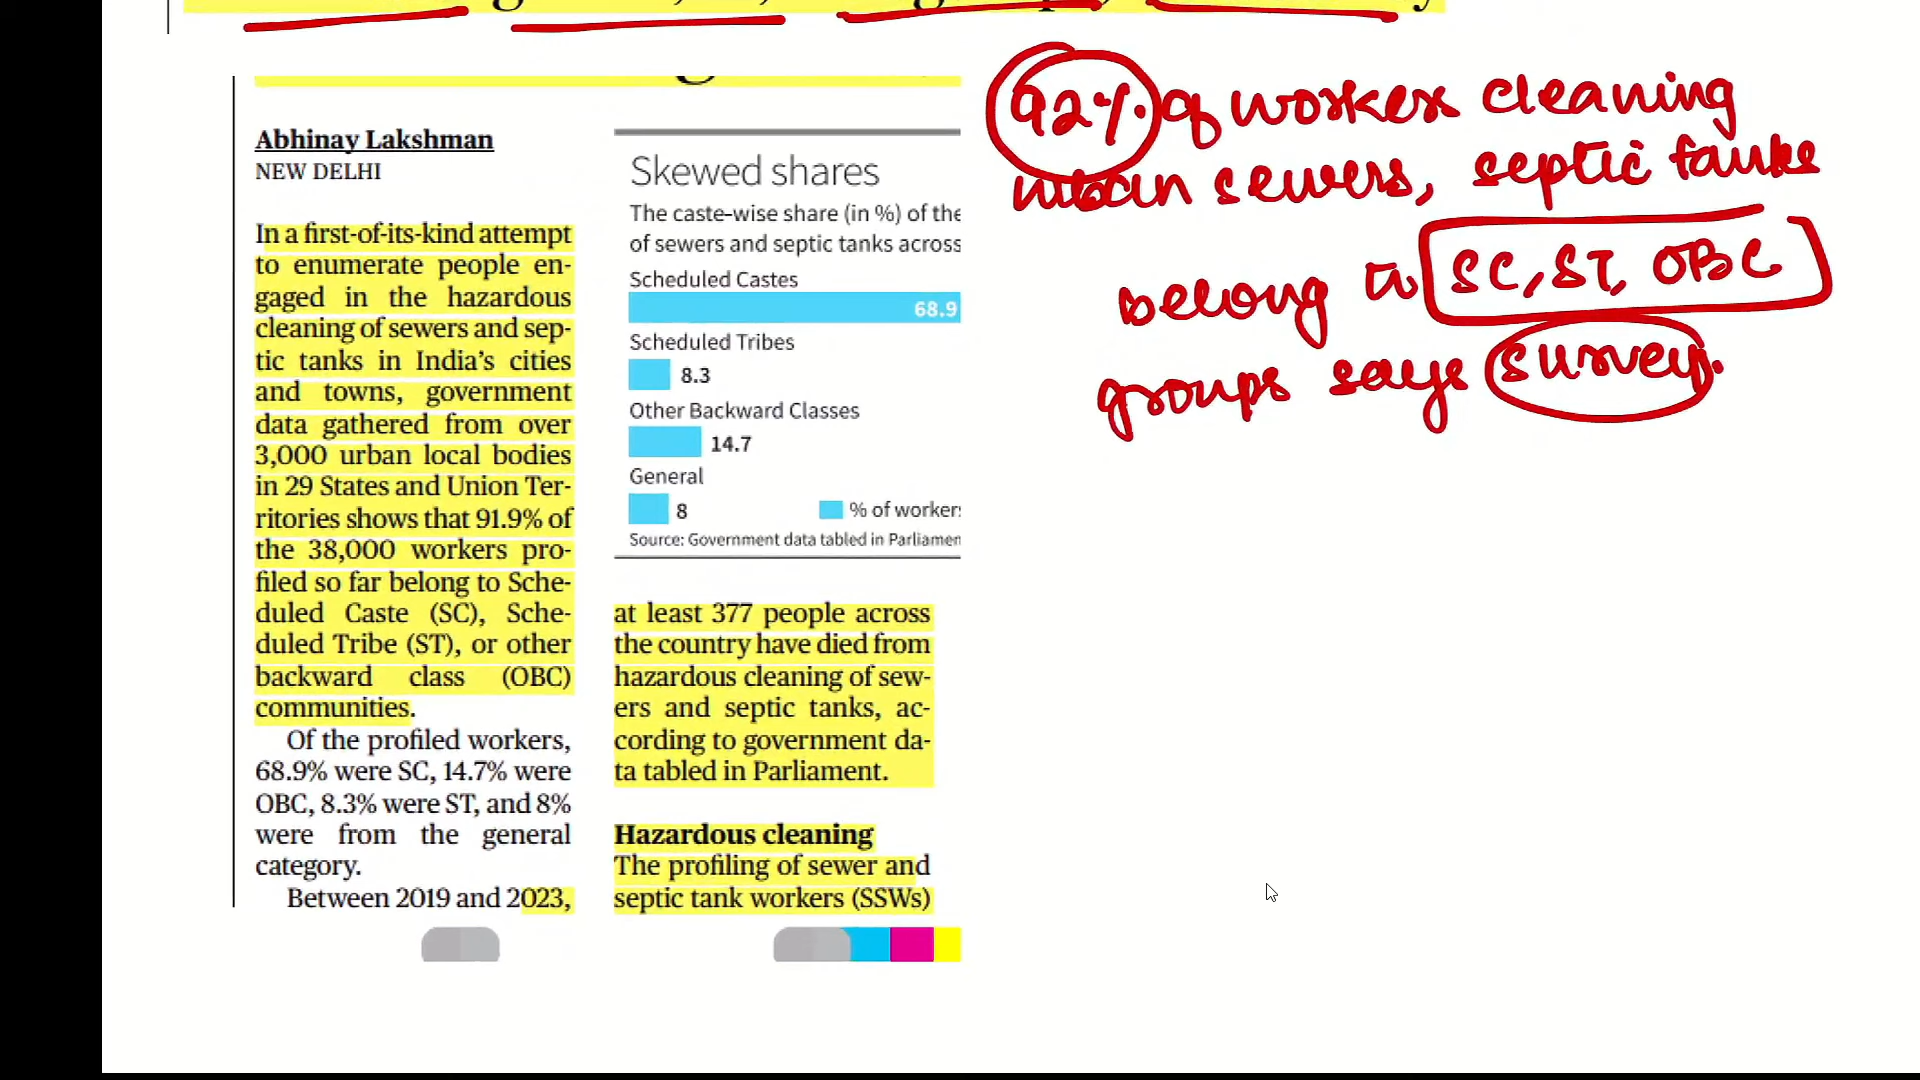 Abhinay Lakshman
NEW DELHI
In a first-of-its-kind attempt
to enumerate people en-
gaged in the hazardous
cleaning of sewers and sep-
tic tanks in India's cities
and towns, government
data gathered from over
3,000 urban local bodies
in 29 States and Union Ter-
ritories shows that 91.9% of
the 38,000 workers pro-
filed so far belong to Sche-
duled Caste (SC), Sche-
duled Tribe (ST), or other
backward class (OBC)
communities.
Of the profiled workers,
68.9% were SC, 14.7% were
OBC, 8.3% were ST, and 8%
were from the general
category.
Between 2019 and 2023,
Skewed shares
The caste-wise share (in %) of the
of sewers and septic tanks across
Scheduled Castes
68.9
Scheduled Tribes
8.3
Other Backward Classes
14.7
General
8
% of workers
Source: Government data tabled in Parliamen
at least 377 people across
the country have died from
hazardous cleaning of sew-
ers and septic tanks, ac-
cording to government da-
ta tabled in Parliament.
Hazardous cleaning
The profiling of sewer and
septic tank workers (SSWs)
92% of workers cleaning
urban sewers, septic tanks
belong to SC, ST, OBC
groups says survey.